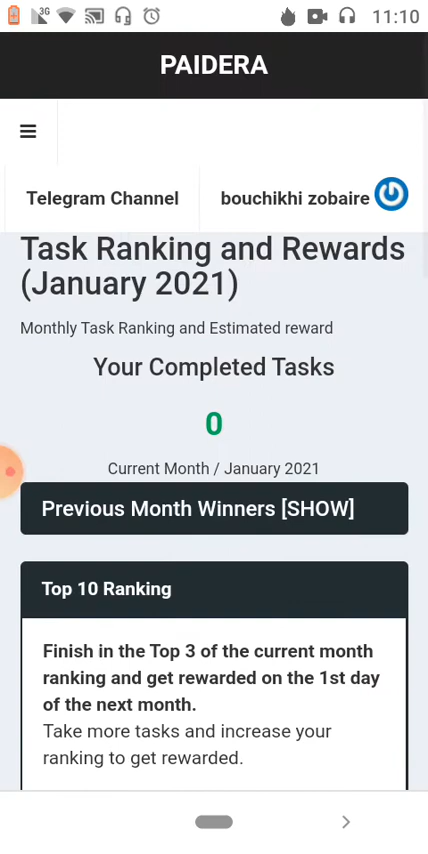 3G
11:10
PAIDERA
Telegram Channel
bouchikhi zobaire
Task Ranking and Rewards
(January 2021)
Monthly Task Ranking and Estimated reward
Your Completed Tasks
0
Current Month / January 2021
Previous Month Winners [SHOW]
Top 10 Ranking
Finish in the Top 3 of the current month
ranking and get rewarded on the 1st day
of the next month.
Take more tasks and increase your
ranking to get rewarded.